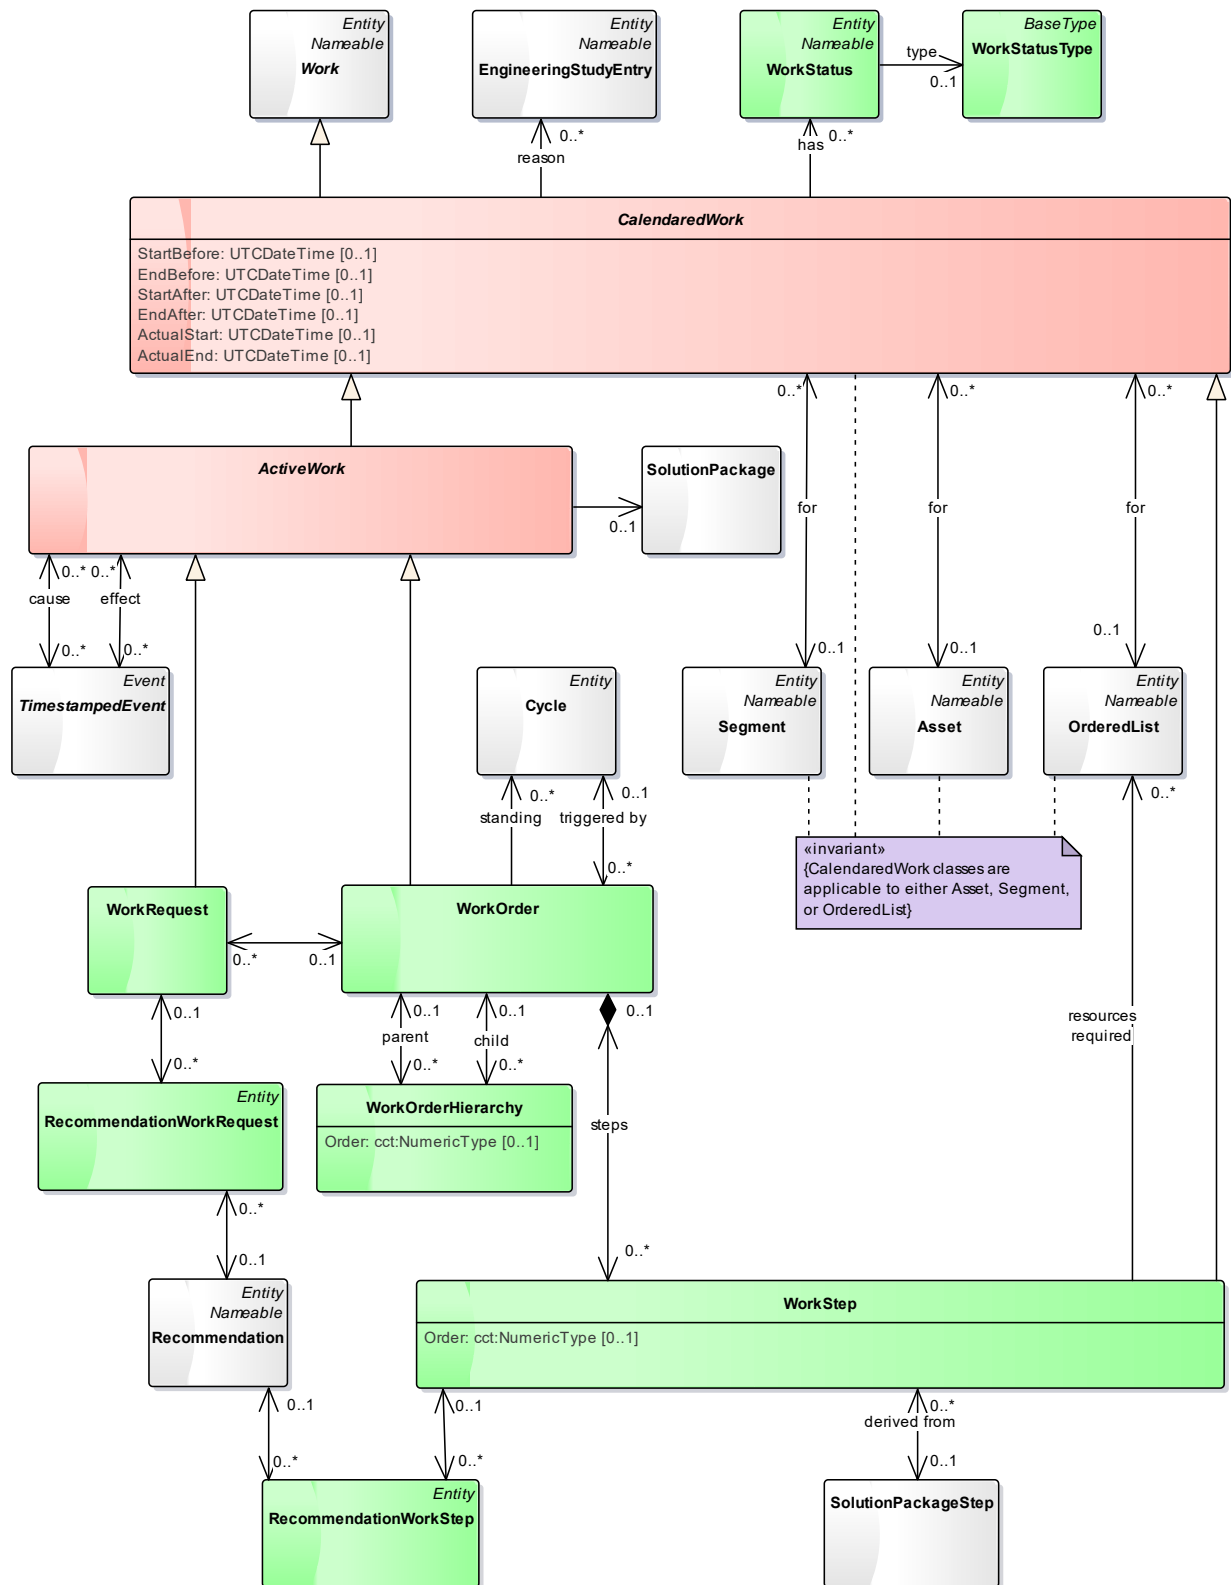 Entity
Nameable
Work
Entity
Nameable
EngineeringStudyEntry
Entity
Nameable
WorkStatus
type
0..1
BaseType
WorkStatusType
0..*
reason
0..*
has
CalendaredWork
StartBefore: UTCDateTime [0..1]
EndBefore: UTCDateTime [0..1]
StartAfter: UTCDateTime [0..1]
EndAfter: UTCDateTime [0..1]
ActualStart: UTCDateTime [0..1]
ActualEnd: UTCDateTime [0..1]
0..*
0..*
0..*
ActiveWork
SolutionPackage
0..1
for
for
for
0..*
0..*
cause
effect
0..*
0..*
0..1
0..1
0..1
Event
TimestampedEvent
Entity
Cycle
Entity
Nameable
Segment
Entity
Nameable
Asset
Entity
Nameable
OrderedList
0..*
0..1
0..*
standing
triggered by
0..*
«invariant»
{CalendaredWork classes are
applicable to either Asset, Segment,
or OrderedList}
WorkRequest
WorkOrder
0..*
0..1
0..1
0..*
0..1
0..1
0..1
parent
child
0..*
0..*
resources
required
Entity
RecommendationWorkRequest
WorkOrderHierarchy
Order: cct:NumericType [0..1]
steps
0..*
0..1
0..*
Entity
Nameable
Recommendation
WorkStep
Order: cct:NumericType [0..1]
0..1
0..*
0..1
0..*
0..*
derived from
0..1
Entity
RecommendationWorkStep
SolutionPackageStep